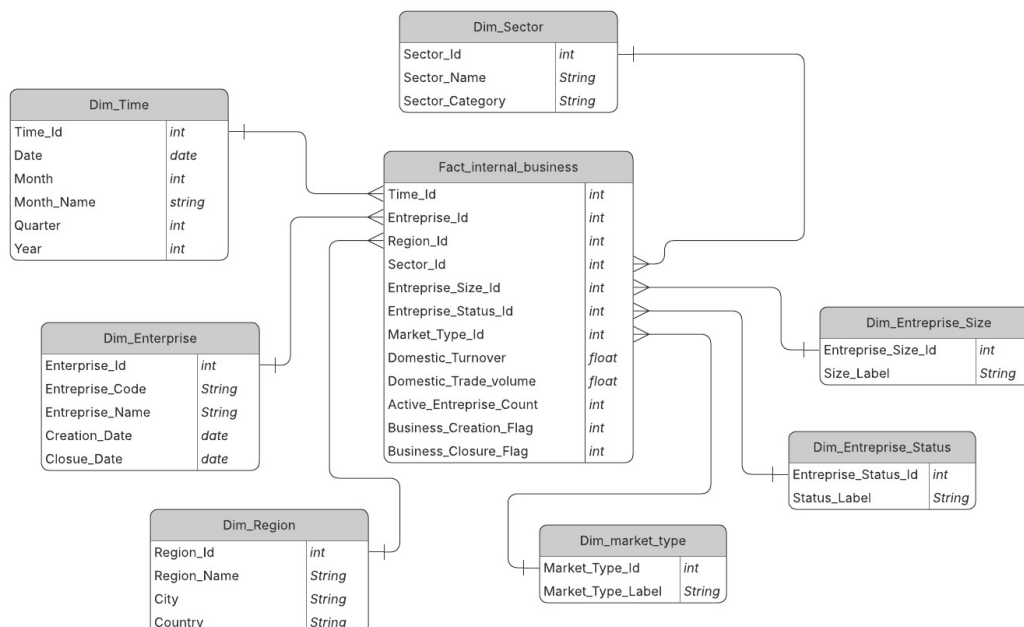 Dim_Sector
Sector_Id int
Sector_Name String
Sector_Category String
Dim_Time
Time_Id int
Date date
Month int
Month_Name string
Quarter int
Year int
Fact_internal_business
Time_Id int
Entreprise_Id int
Region_Id int
Sector_Id int
Entreprise_Size_Id int
Entreprise_Status_Id int
Market_Type_Id int
Domestic_Turnover float
Domestic_Trade_volume float
Active_Entreprise_Count int
Business_Creation_Flag int
Business_Closure_Flag int
Dim_Entreprise_Size
Entreprise_Size_Id int
Size_Label String
Dim_Enterprise
Enterprise_Id int
Entreprise_Code String
Entreprise_Name String
Creation_Date date
Closue_Date date
Dim_Entreprise_Status
Entreprise_Status_Id int
Status_Label String
Dim_Region
Region_Id int
Region_Name String
City String
Country String
Dim_market_type
Market_Type_Id int
Market_Type_Label String